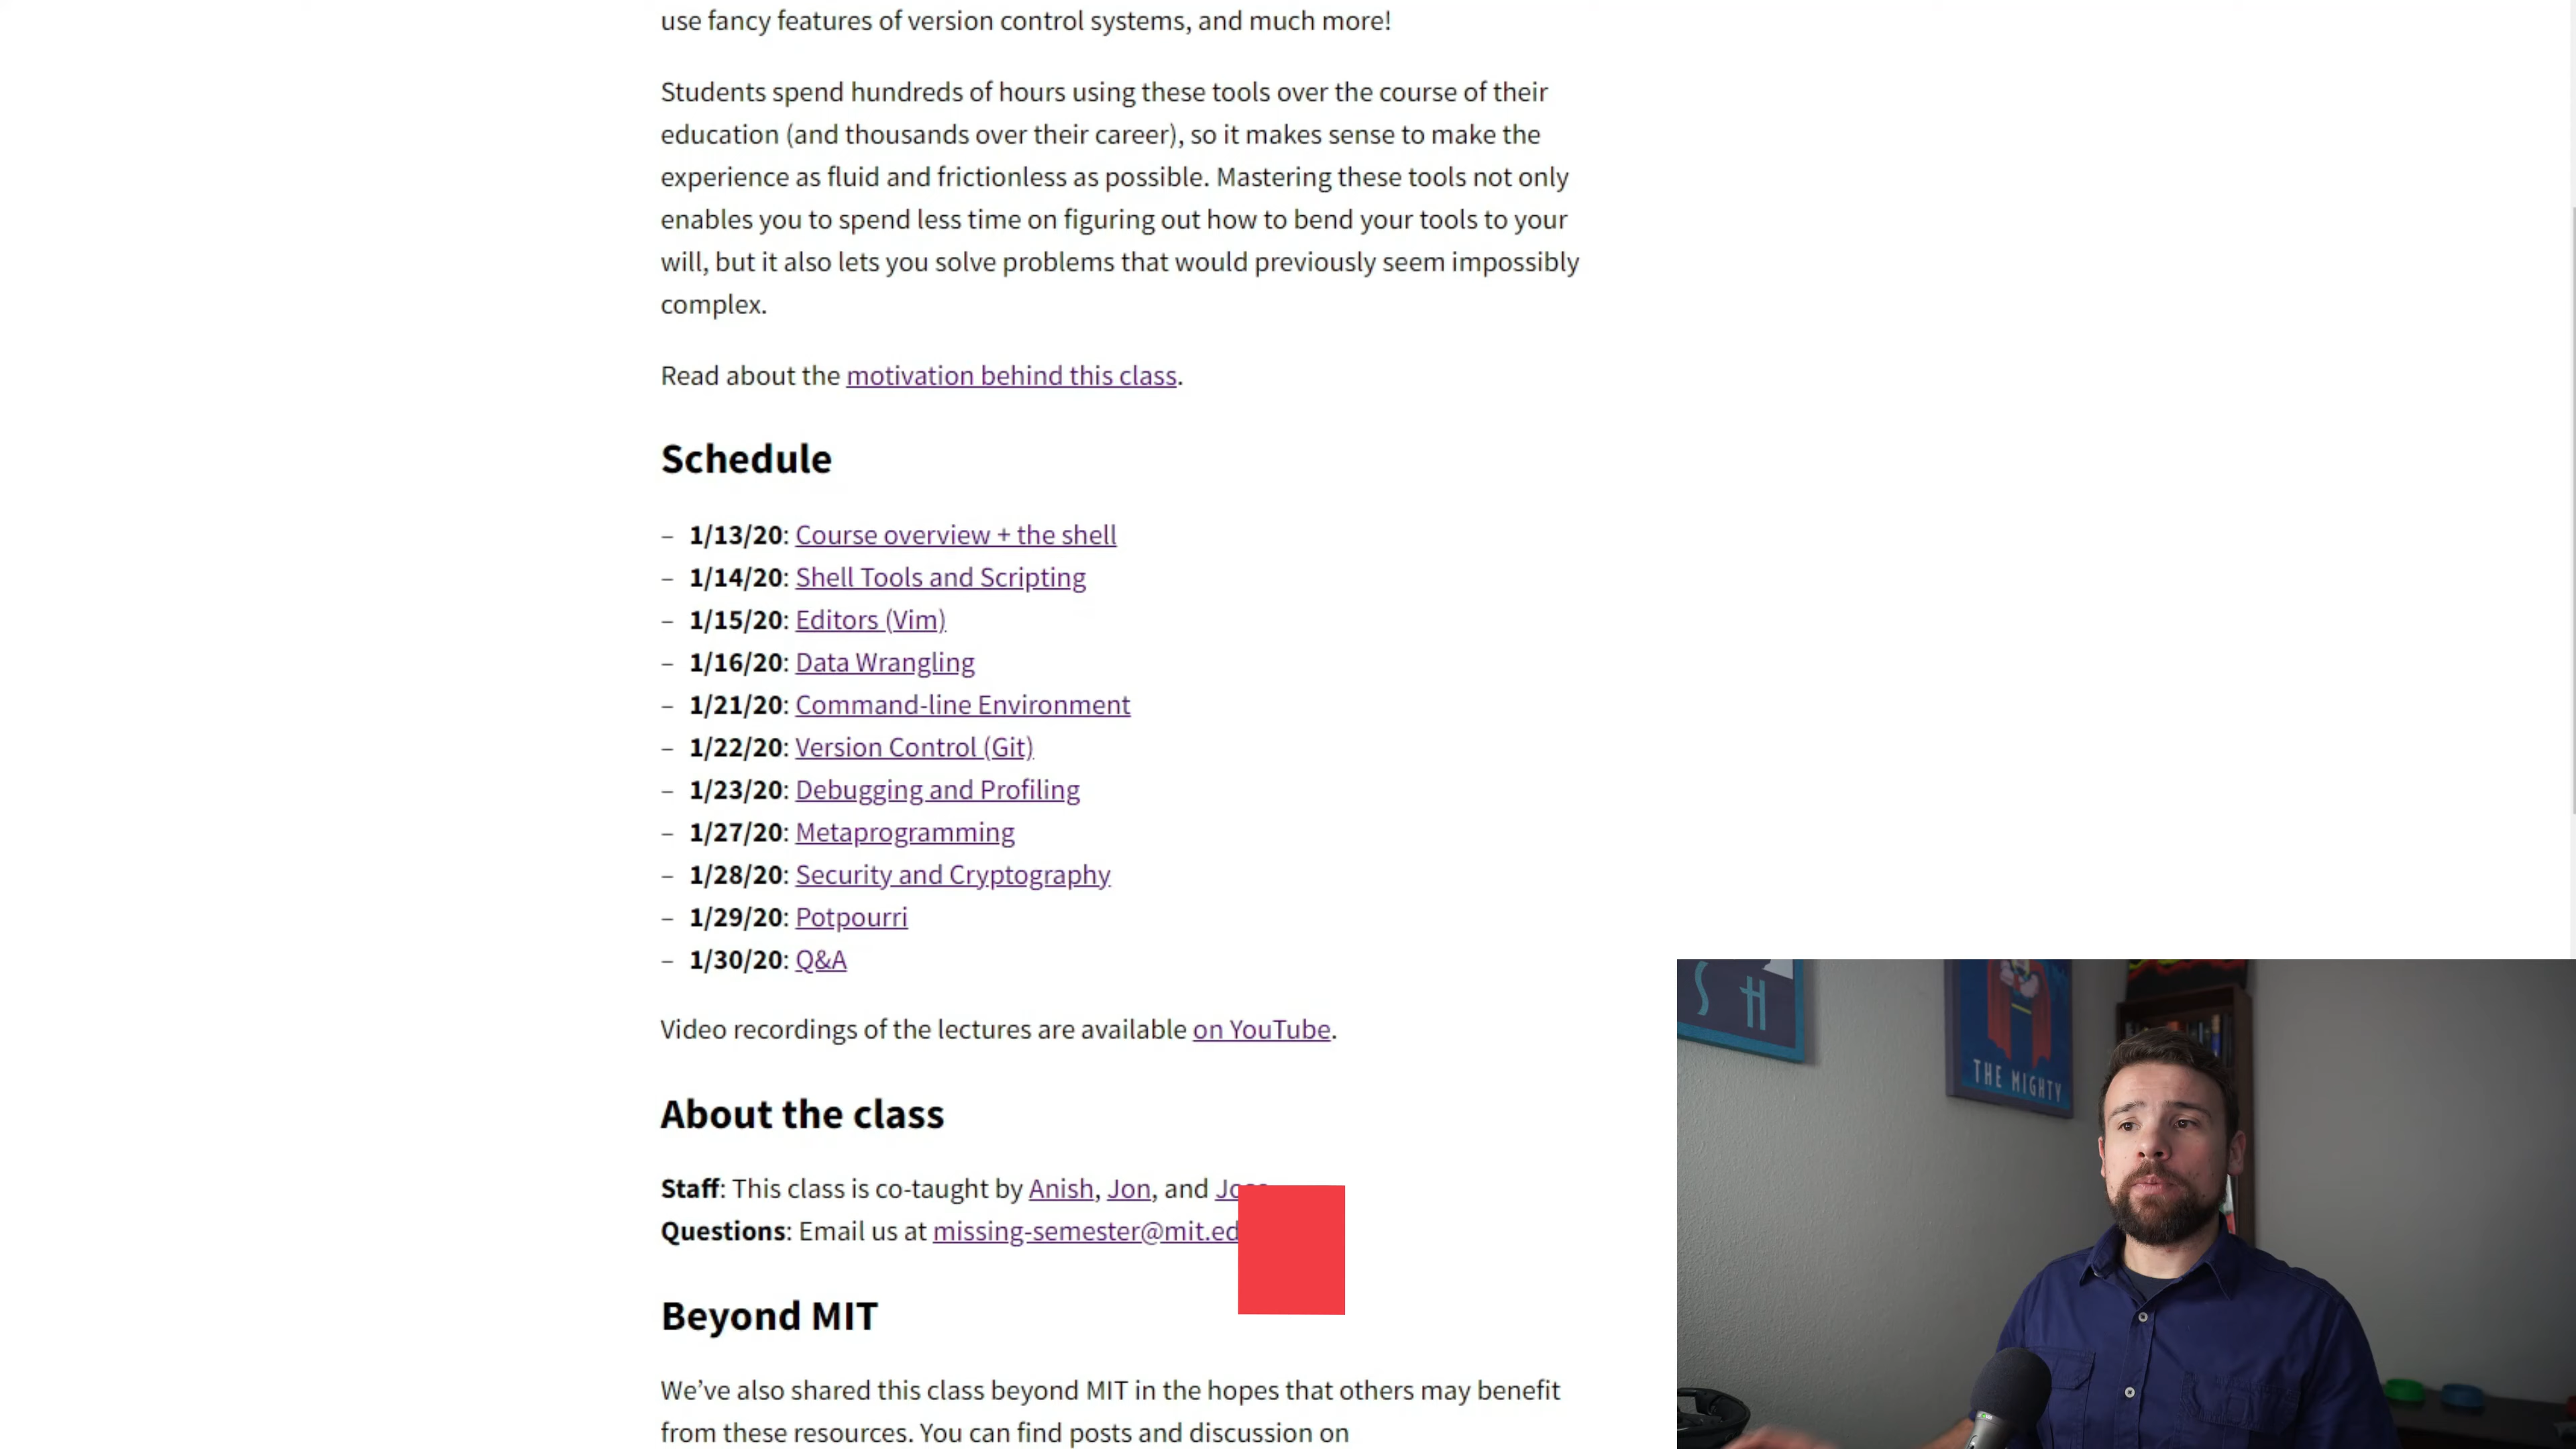 use fancy features of version control systems, and much more!
Students spend hundreds of hours using these tools over the course of their
education (and thousands over their career), so it makes sense to make the
experience as fluid and frictionless as possible. Mastering these tools not only
enables you to spend less time on figuring out how to bend your tools to your
will, but it also lets you solve problems that would previously seem impossibly
complex.
Read about the motivation behind this class.
Schedule
– 1/13/20: Course overview + the shell
– 1/14/20: Shell Tools and Scripting
– 1/15/20: Editors (Vim)
– 1/16/20: Data Wrangling
– 1/21/20: Command-line Environment
– 1/22/20: Version Control (Git)
– 1/23/20: Debugging and Profiling
– 1/27/20: Metaprogramming
– 1/28/20: Security and Cryptography
– 1/29/20: Potpourri
– 1/30/20: Q&A
Video recordings of the lectures are available on YouTube.
About the class
Staff: This class is co-taught by Anish, Jon, and
Questions: Email us at missing-semester@mit.ed
Beyond MIT
We’ve also shared this class beyond MIT in the hopes that others may benefit
from these resources. You can find posts and discussion on
S H
THE MIGHTY